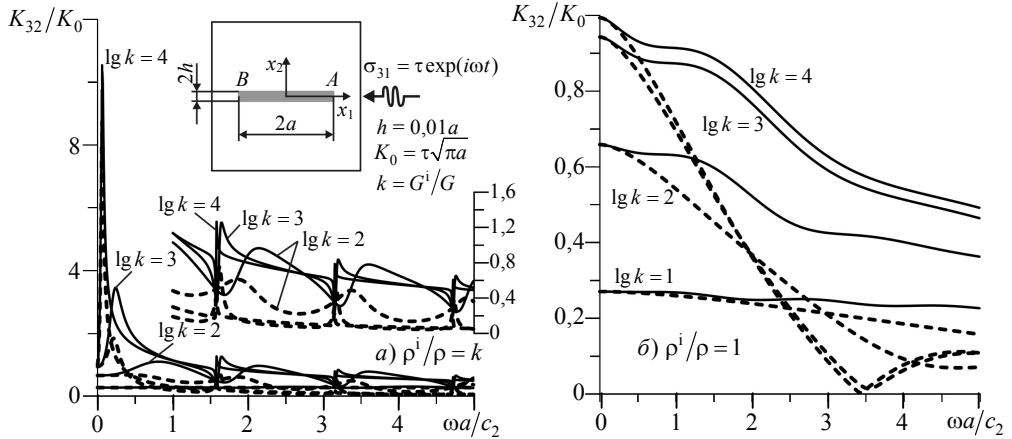 K₃₂/K₀
lg k = 4
8
4
0
lg k = 3
lg k = 2
2h
B
x₂
A
x₁
2a
σ₃₁ = τ exp(iωt)
h = 0,01a
K₀ = τ√πa
k = Gⁱ/G
lg k = 4
lg k = 3
lg k = 2
1,6
1,2
0,8
0,4
0
а) ρⁱ/ρ = k
0 1 2 3 4 ωa/c₂
K₃₂/K₀
0,8
0,6
0,4
0,2
0
lg k = 4
lg k = 3
lg k = 2
lg k = 1
б) ρⁱ/ρ = 1
0 1 2 3 4 ωa/c₂